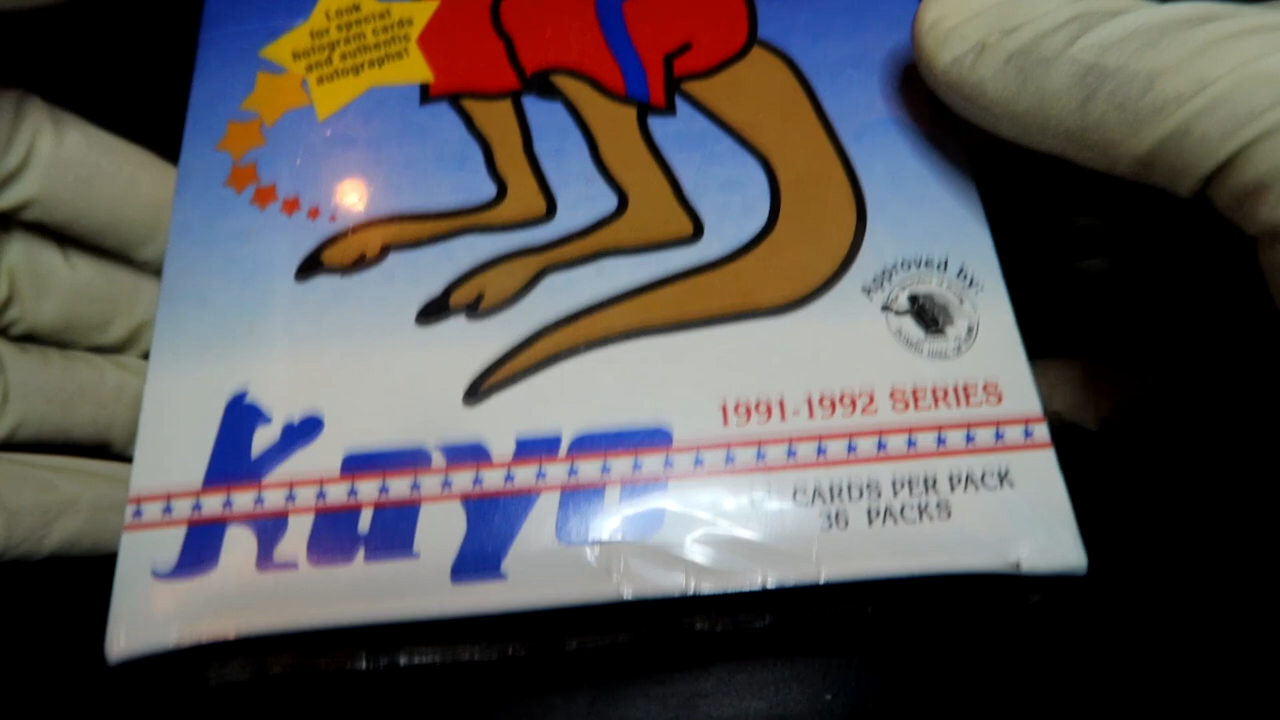 Look
for special
hologram cards
and authentic
autographs!
Approved by:
1991-1992 SERIES
Kayo
CARDS PER PACK
36 PACKS